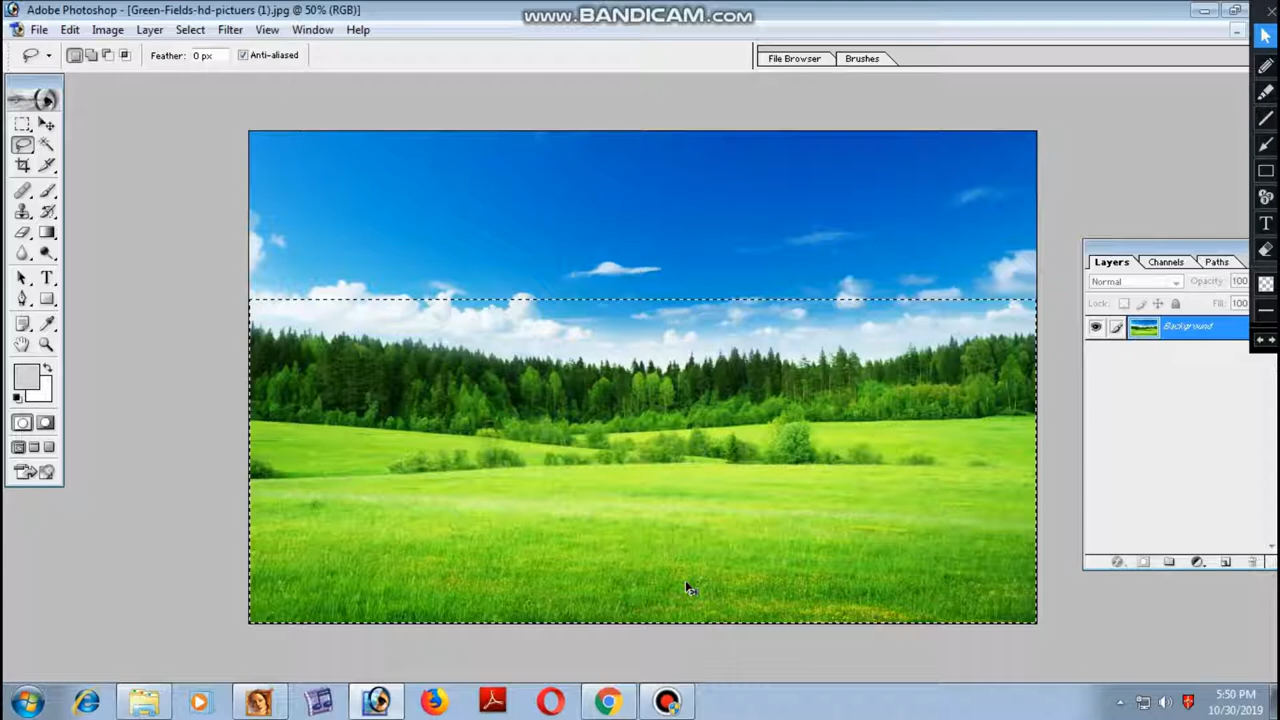 Adobe Photoshop - [Green-Fields-hd-pictuers (1).jpg @ 50% (RGB)]
www.BANDICAM.com
File Edit Image Layer Select Filter View Window Help
Feather: 0 px Anti-aliased
File Browser Brushes
T
Layers Channels Paths
Normal Opacity: 100
Lock: Fill: 100
Background
T
5:50 PM
10/30/2019